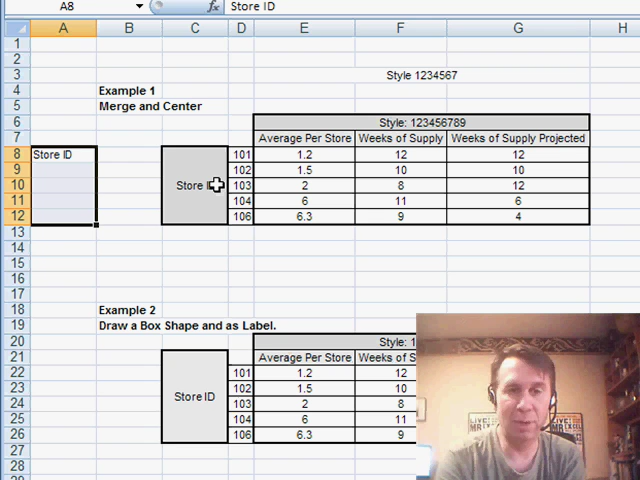 A8 fx Store ID
A B C D E F G H
1
2
3 Style 1234567
4 Example 1
5 Merge and Center
6 Style: 123456789
7 Average Per Store Weeks of Supply Weeks of Supply Projected
8 Store ID 101 1.2 12 12
9 102 1.5 10 10
10 Store I 103 2 8 12
11 104 6 11 6
12 106 6.3 9 4
13
14
15
16
17
18 Example 2
19 Draw a Box Shape and as Label.
20 Style: 1
21 Average Per Store Weeks of S
22 101 1.2 12
23 102 1.5 10
24 Store ID 103 2 8
25 104 6 11
26 106 6.3 9
27
28
LIVE! LIVE
MR EXCEL